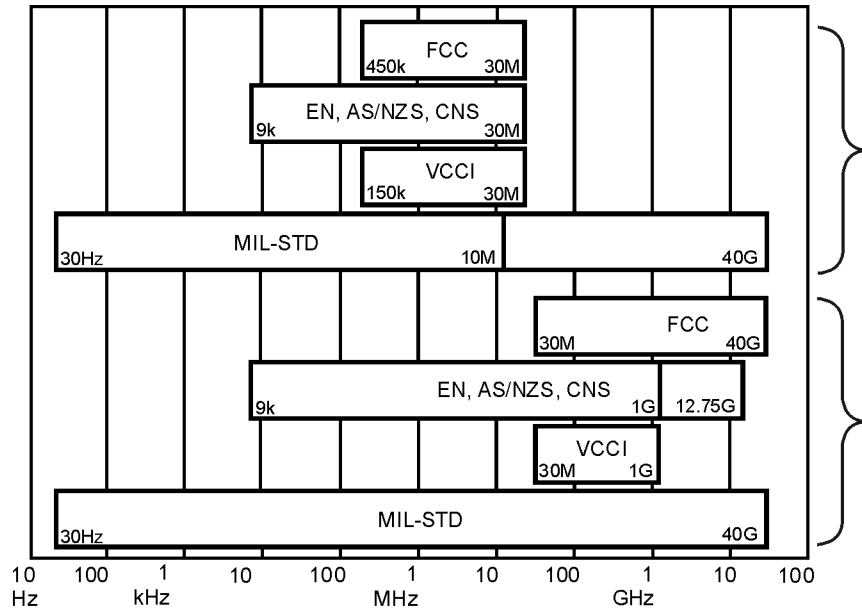 FCC
450k 30M
EN, AS/NZS, CNS
9k 30M
VCCI
150k 30M
MIL-STD
30Hz 10M 40G
FCC
30M 40G
EN, AS/NZS, CNS
9k 1G 12.75G
VCCI
30M 1G
MIL-STD
30Hz 40G
10 100 1 10 100 1 10 100 1 10 100
Hz kHz MHz GHz